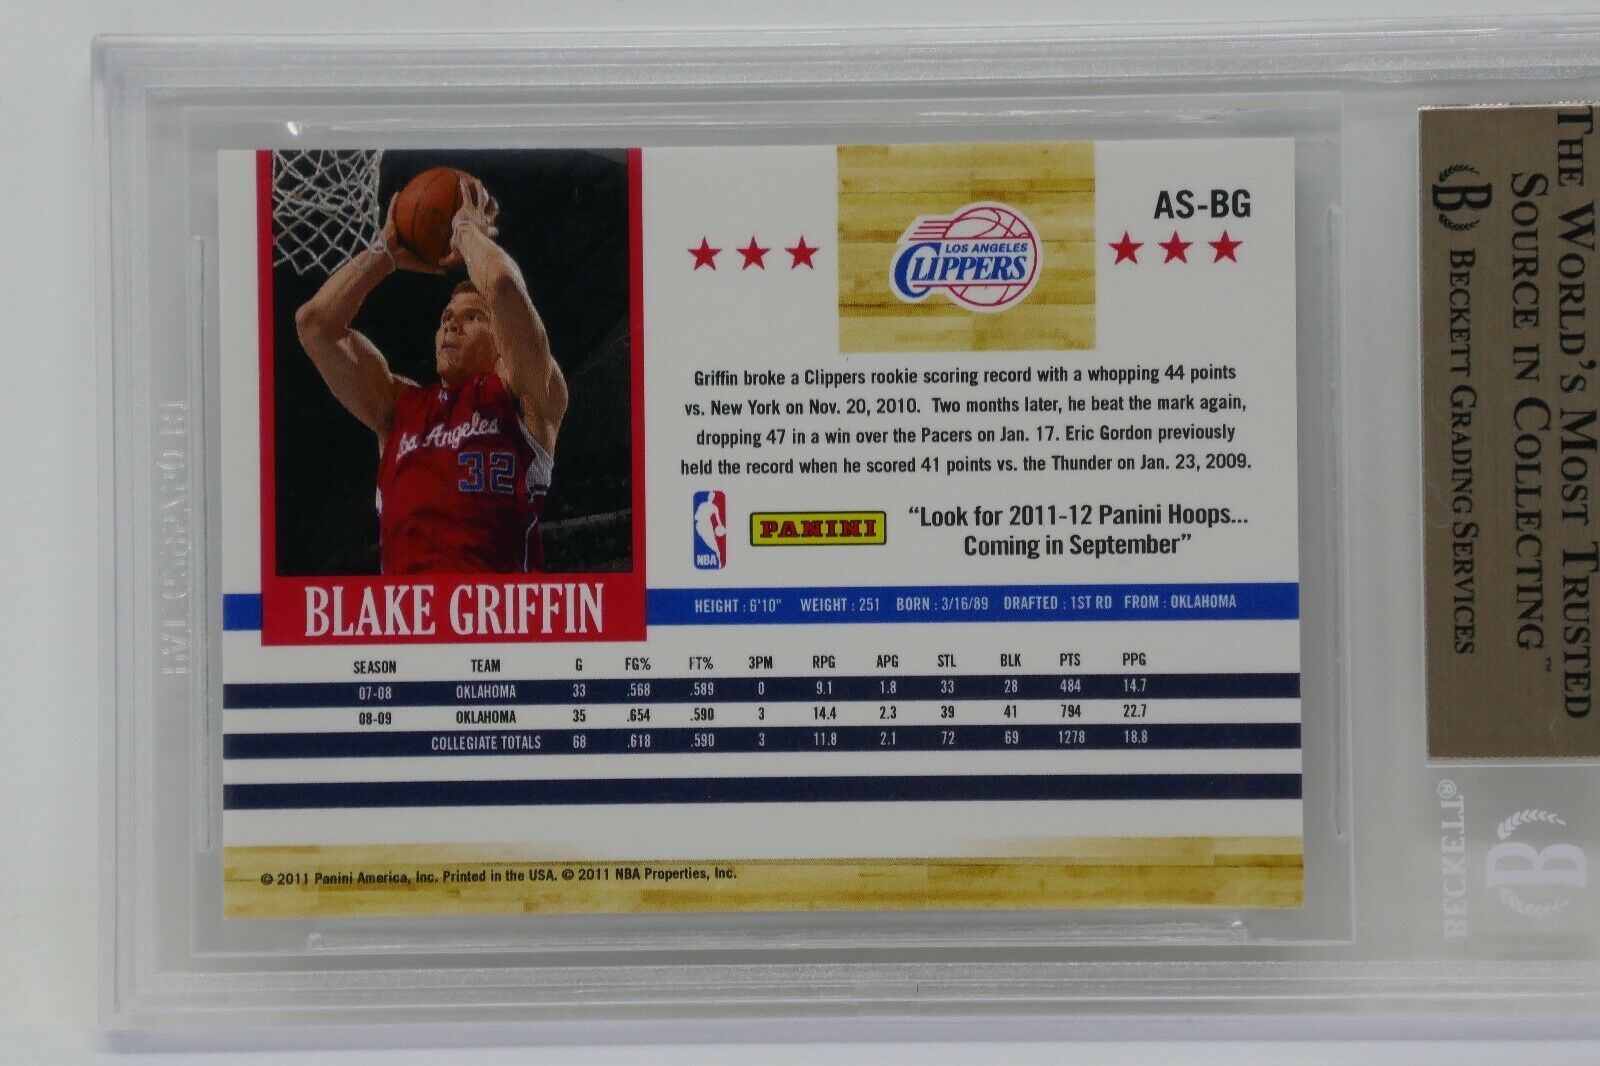 AS-BG
LOS ANGELES
CLIPPERS
Los Angeles
32
Griffin broke a Clippers rookie scoring record with a whopping 44 points
vs. New York on Nov. 20, 2010. Two months later, he beat the mark again,
dropping 47 in a win over the Pacers on Jan. 17. Eric Gordon previously
held the record when he scored 41 points vs. the Thunder on Jan. 23, 2009.
NBA
PANINI
“Look for 2011-12 Panini Hoops...
Coming in September”
BLAKE GRIFFIN
HEIGHT : 6'10" WEIGHT : 251 BORN : 3/16/89 DRAFTED : 1ST RD FROM : OKLAHOMA
SEASON TEAM G FG% FT% 3PM RPG APG STL BLK PTS PPG
07-08 OKLAHOMA 33 .568 .589 0 9.1 1.8 33 28 484 14.7
08-09 OKLAHOMA 35 .654 .590 3 14.4 2.3 39 41 794 22.7
COLLEGIATE TOTALS 68 .618 .590 3 11.8 2.1 72 69 1278 18.8
© 2011 Panini America, Inc. Printed in the USA. © 2011 NBA Properties, Inc.
THE WORLD'S MOST TRUSTED
SOURCE IN COLLECTING™
B BECKETT GRADING SERVICES
BECKETT®
B